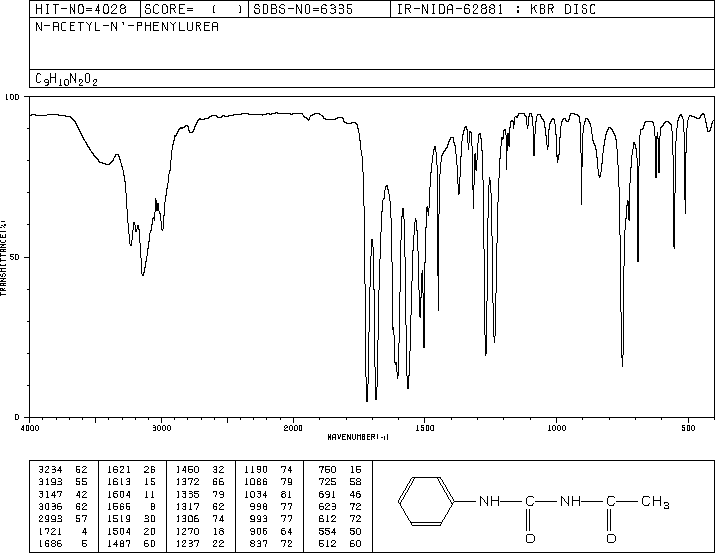 HIT-NO=4028 SCORE= ( ) SDBS-NO=6335 IR-NIDA-62881 : KBR DISC
N-ACETYL-N'-PHENYLUREA
C9H10N2O2
100
50
0
TRANSMITTANCE(%)
4000 3000 2000 1500 1000 500
WAVENUMBER(-1)
3234 62 1621 26 1460 32 1190 74 750 15
3193 55 1613 15 1372 66 1086 79 725 58
3147 42 1604 11 1335 79 1034 81 691 46
3036 62 1566 8 1317 62 998 77 623 72
2993 57 1519 30 1306 74 993 77 612 72
1721 4 1504 20 1270 18 906 64 554 50
1686 5 1487 60 1237 22 837 72 512 60
NH C NH C CH3
O O